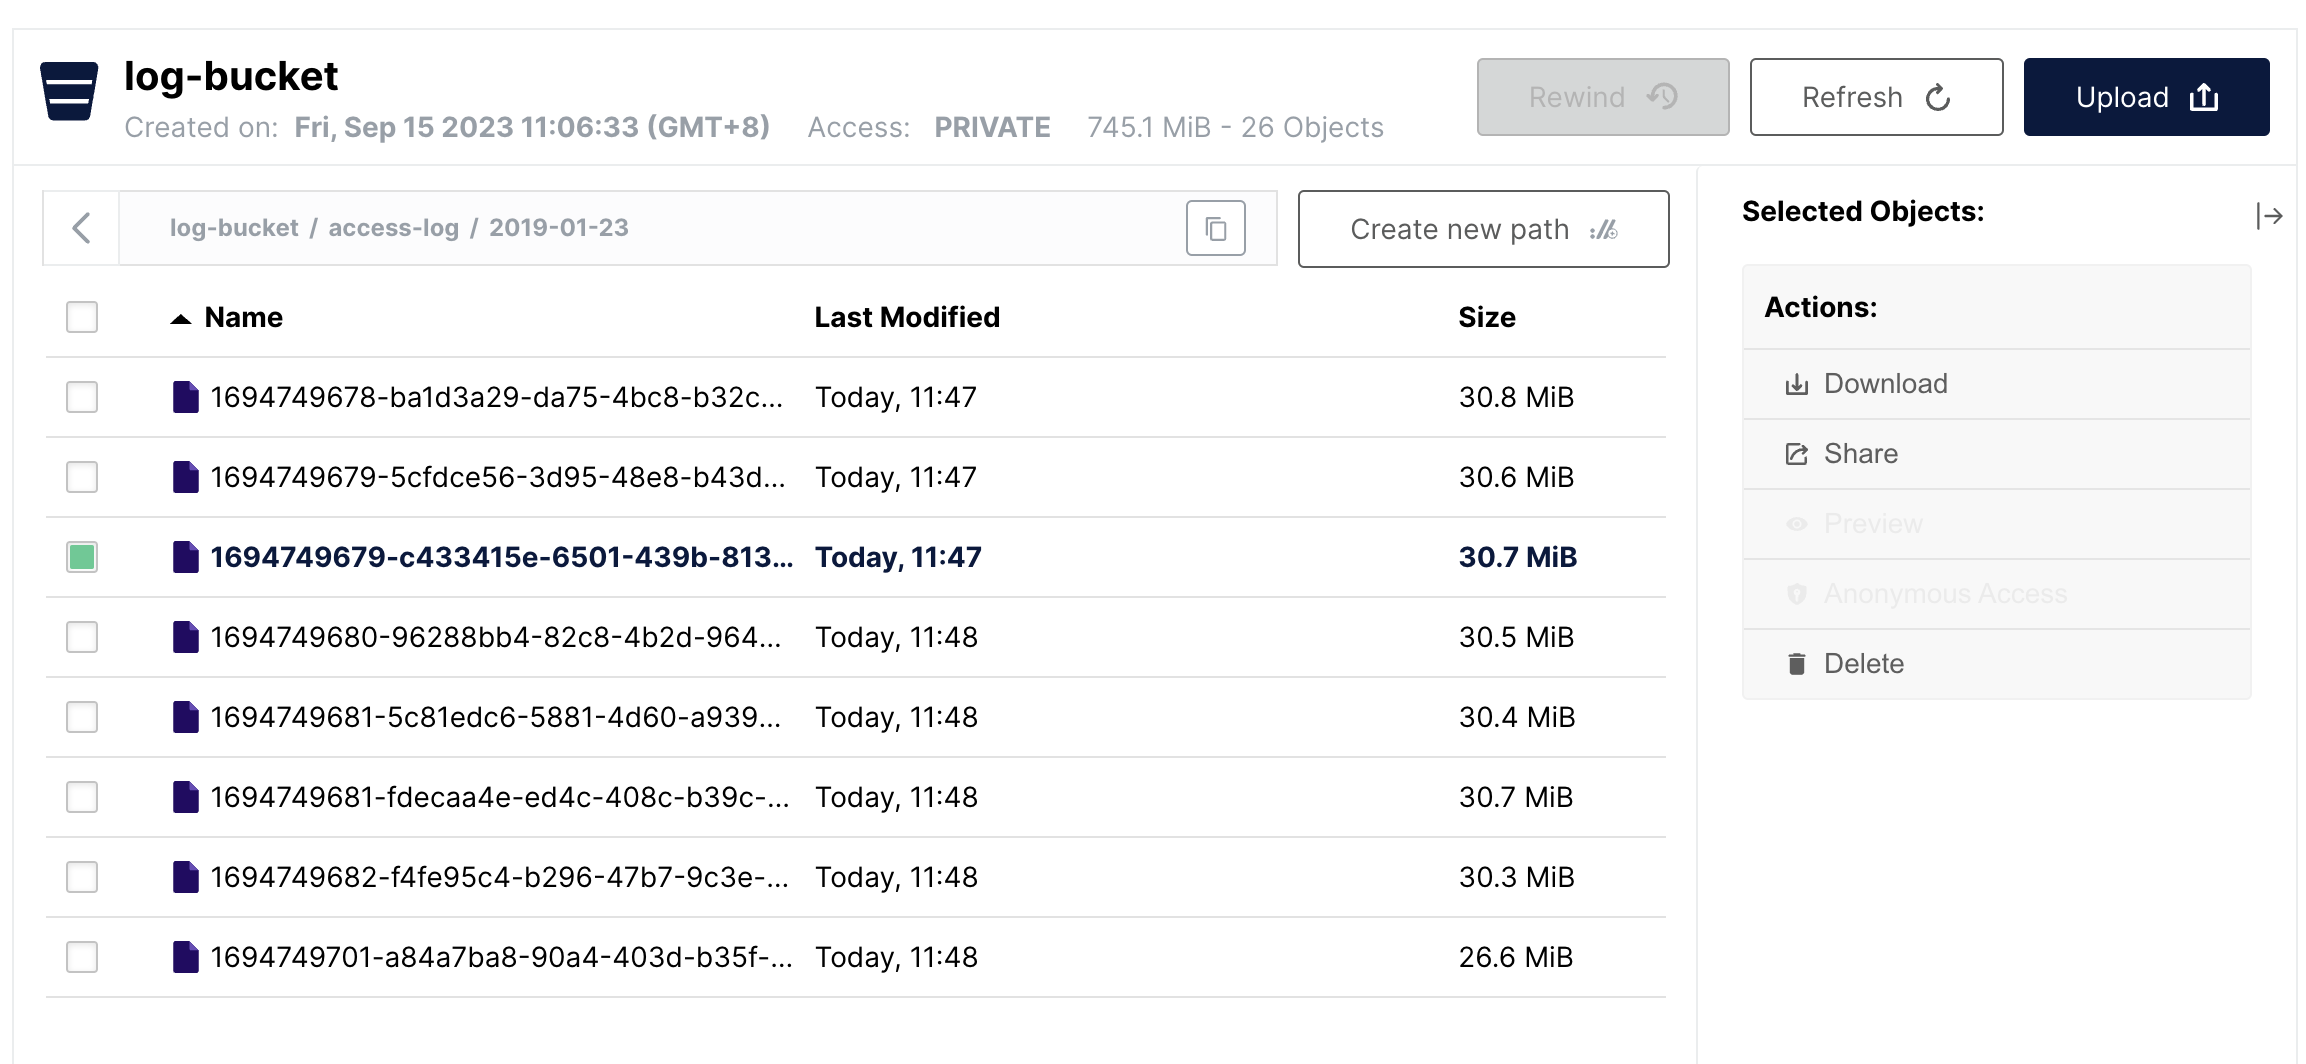 log-bucket
Created on: Fri, Sep 15 2023 11:06:33 (GMT+8) Access: PRIVATE 745.1 MiB - 26 Objects
Rewind Refresh Upload
log-bucket / access-log / 2019-01-23
Create new path
Name Last Modified Size
1694749678-ba1d3a29-da75-4bc8-b32c... Today, 11:47 30.8 MiB
1694749679-5cfdce56-3d95-48e8-b43d... Today, 11:47 30.6 MiB
1694749679-c433415e-6501-439b-813... Today, 11:47 30.7 MiB
1694749680-96288bb4-82c8-4b2d-964... Today, 11:48 30.5 MiB
1694749681-5c81edc6-5881-4d60-a939... Today, 11:48 30.4 MiB
1694749681-fdecaa4e-ed4c-408c-b39c-... Today, 11:48 30.7 MiB
1694749682-f4fe95c4-b296-47b7-9c3e-... Today, 11:48 30.3 MiB
1694749701-a84a7ba8-90a4-403d-b35f-... Today, 11:48 26.6 MiB
Selected Objects:
Actions:
Download
Share
Preview
Anonymous Access
Delete